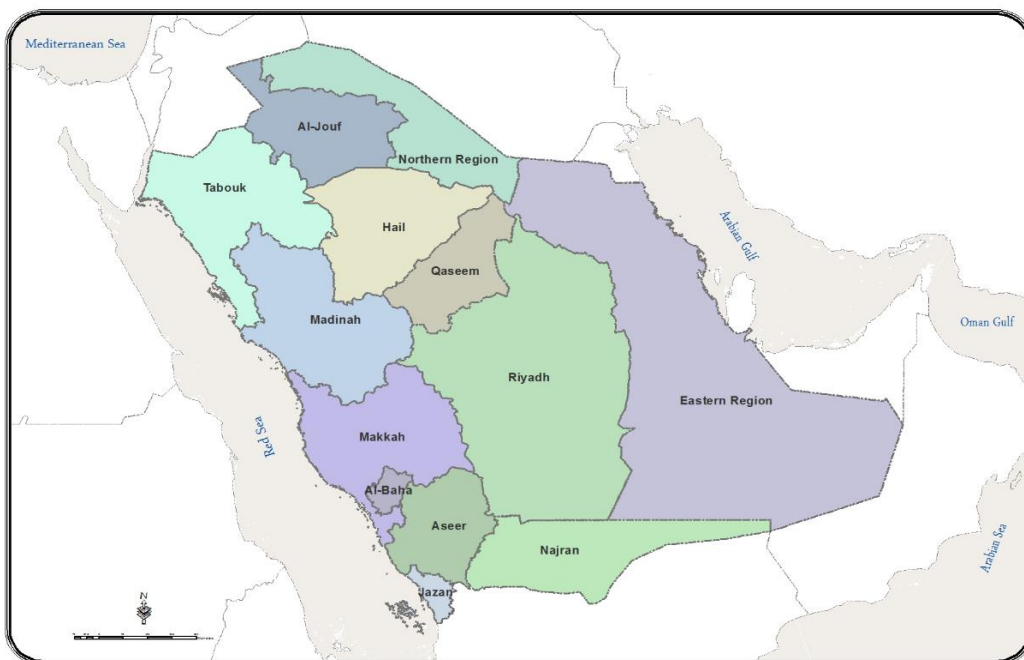 Mediterranean Sea
Al-Jouf
Northern Region
Tabouk
Hail
Arabian Gulf
Qaseem
Madinah
Oman Gulf
Riyadh
Eastern Region
Red Sea
Makkah
Al-Baha
Aseer
Najran
Arabian Sea
Jazan
N